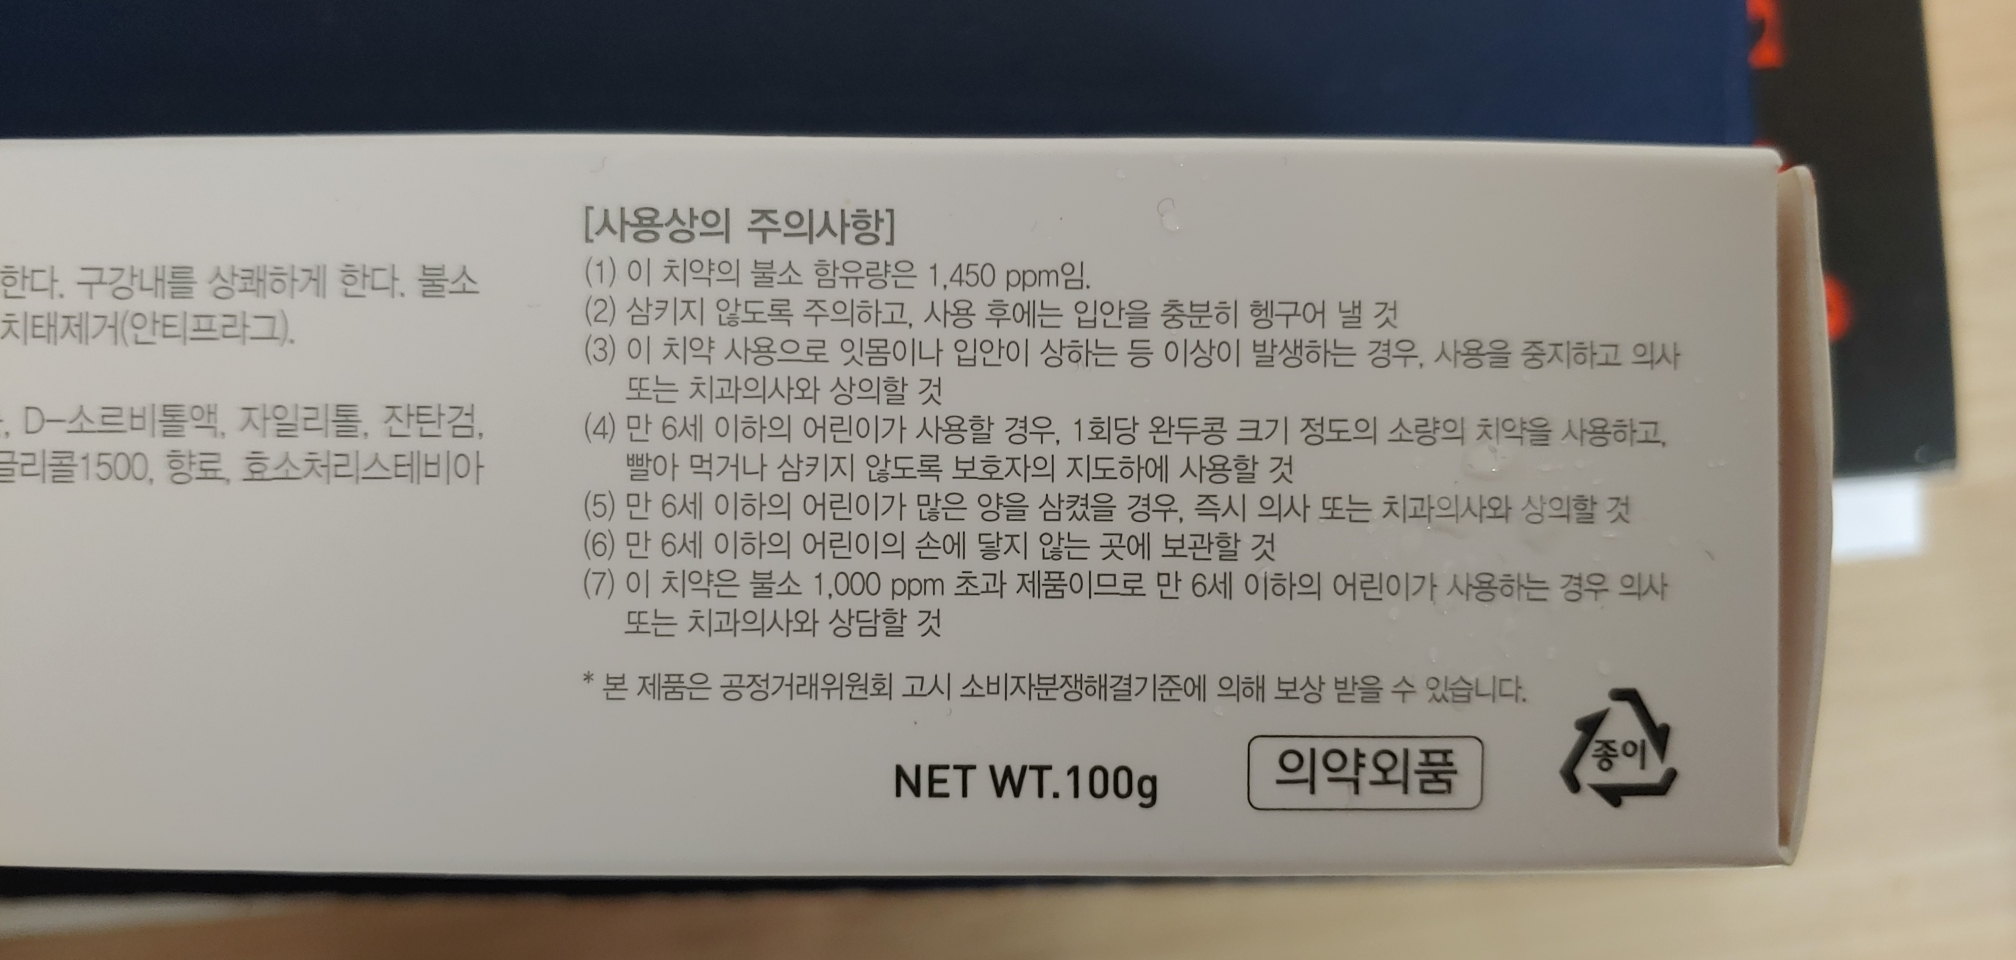 한다. 구강내를 상쾌하게 한다. 불소
치태제거(안티프라그).
D-소르비톨액, 자일리톨, 잔탄검,
글리콜1500, 향료, 효소처리스테비아
[사용상의 주의사항]
(1) 이 치약의 불소 함유량은 1,450 ppm임.
(2) 삼키지 않도록 주의하고, 사용 후에는 입안을 충분히 헹구어 낼 것
(3) 이 치약 사용으로 잇몸이나 입안이 상하는 등 이상이 발생하는 경우, 사용을 중지하고 의사
또는 치과의사와 상의할 것
(4) 만 6세 이하의 어린이가 사용할 경우, 1회당 완두콩 크기 정도의 소량의 치약을 사용하고,
빨아 먹거나 삼키지 않도록 보호자의 지도하에 사용할 것
(5) 만 6세 이하의 어린이가 많은 양을 삼켰을 경우, 즉시 의사 또는 치과의사와 상의할 것
(6) 만 6세 이하의 어린이의 손에 닿지 않는 곳에 보관할 것
(7) 이 치약은 불소 1,000 ppm 초과 제품이므로 만 6세 이하의 어린이가 사용하는 경우 의사
또는 치과의사와 상담할 것
* 본 제품은 공정거래위원회 고시 소비자분쟁해결기준에 의해 보상 받을 수 있습니다.
NET WT.100g
의약외품
종이